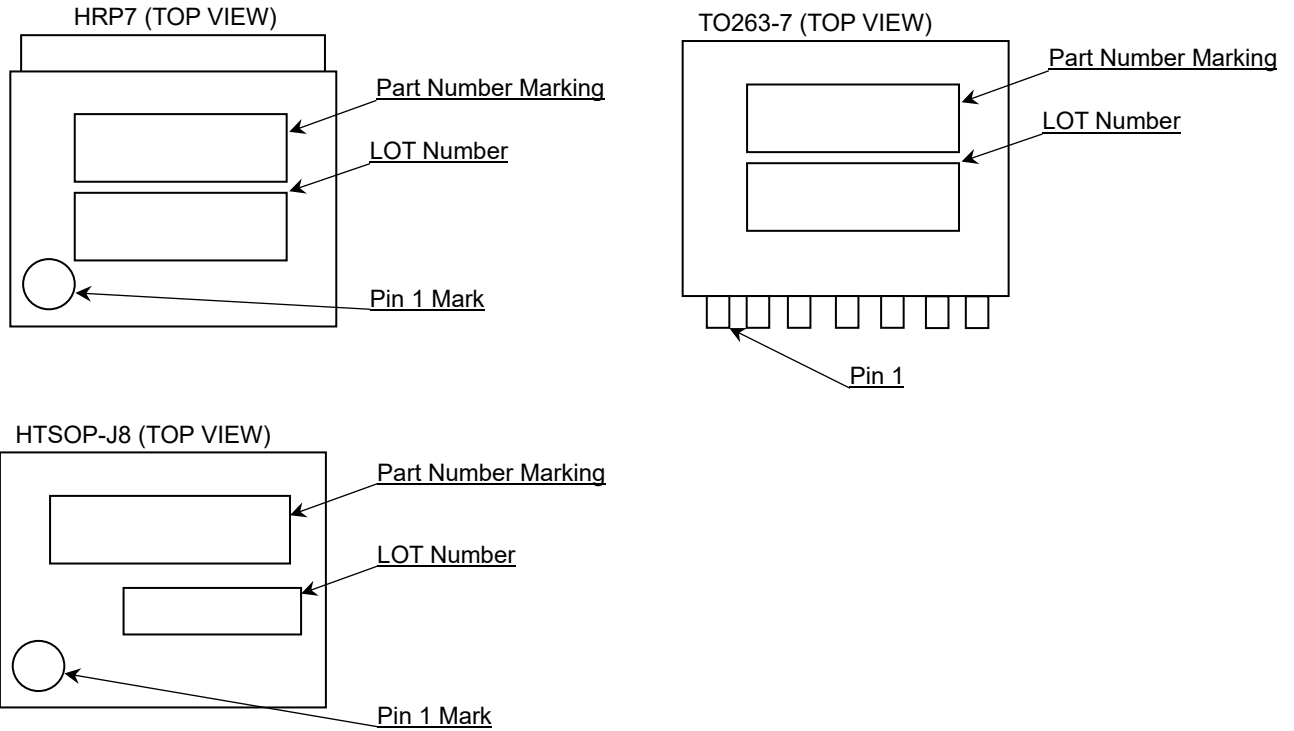 HRP7 (TOP VIEW)
Part Number Marking
LOT Number
Pin 1 Mark
TO263-7 (TOP VIEW)
Part Number Marking
LOT Number
Pin 1
HTSOP-J8 (TOP VIEW)
Part Number Marking
LOT Number
Pin 1 Mark